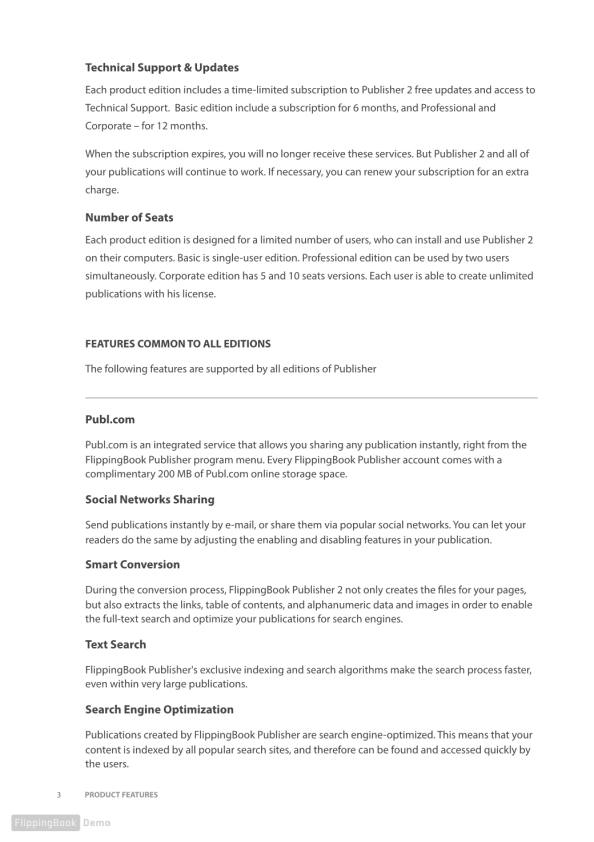 Technical Support & Updates
Each product edition includes a time-limited subscription to Publisher 2 free updates and access to
Technical Support.  Basic edition include a subscription for 6 months, and Professional and
Corporate – for 12 months.
When the subscription expires, you will no longer receive these services. But Publisher 2 and all of
your publications will continue to work. If necessary, you can renew your subscription for an extra
charge.
Number of Seats
Each product edition is designed for a limited number of users, who can install and use Publisher 2
on their computers. Basic is single-user edition. Professional edition can be used by two users
simultaneously. Corporate edition has 5 and 10 seats versions. Each user is able to create unlimited
publications with his license.
FEATURES COMMON TO ALL EDITIONS
The following features are supported by all editions of Publisher
Publ.com
Publ.com is an integrated service that allows you sharing any publication instantly, right from the
FlippingBook Publisher program menu. Every FlippingBook Publisher account comes with a
complimentary 200 MB of Publ.com online storage space.
Social Networks Sharing
Send publications instantly by e-mail, or share them via popular social networks. You can let your
readers do the same by adjusting the enabling and disabling features in your publication.
Smart Conversion
During the conversion process, FlippingBook Publisher 2 not only creates the files for your pages,
but also extracts the links, table of contents, and alphanumeric data and images in order to enable
the full-text search and optimize your publications for search engines.
Text Search
FlippingBook Publisher's exclusive indexing and search algorithms make the search process faster,
even within very large publications.
Search Engine Optimization
Publications created by FlippingBook Publisher are search engine-optimized. This means that your
content is indexed by all popular search sites, and therefore can be found and accessed quickly by
the users.
3 PRODUCT FEATURES
FlippingBook Demo